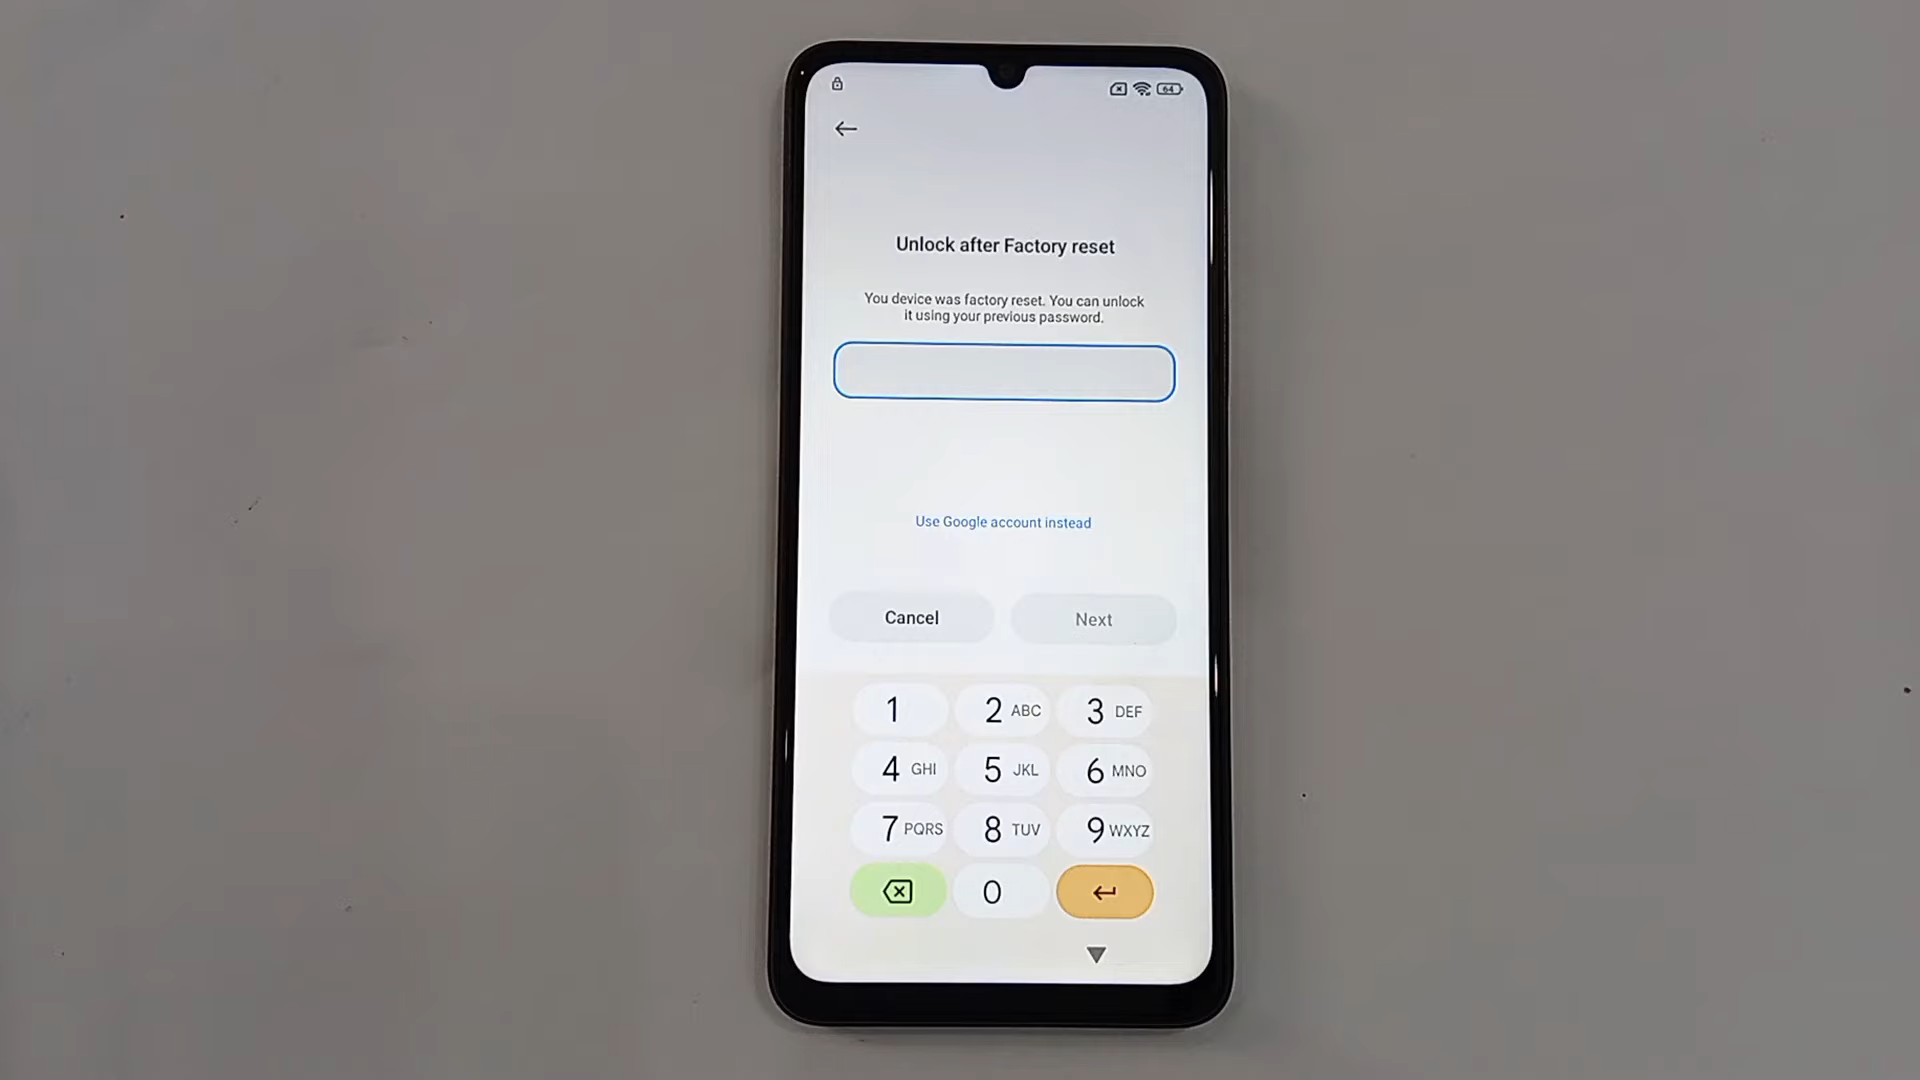 64
Unlock after Factory reset
You device was factory reset. You can unlock
it using your previous password.
Use Google account instead
Cancel Next
1 2 ABC 3 DEF
4 GHI 5 JKL 6 MNO
7 PQRS 8 TUV 9 WXYZ
0